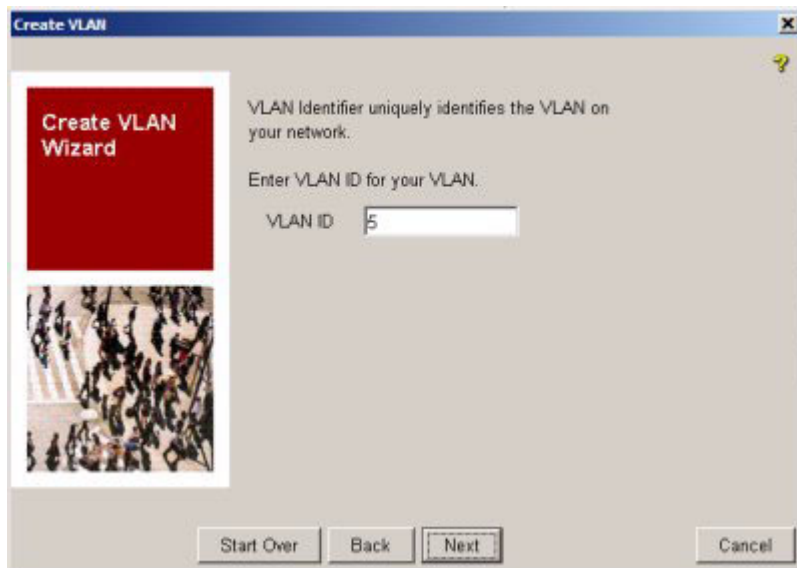 Create VLAN
Create VLAN
Wizard
VLAN Identifier uniquely identifies the VLAN on
your network.
Enter VLAN ID for your VLAN.
VLAN ID 5
Start Over Back Next Cancel